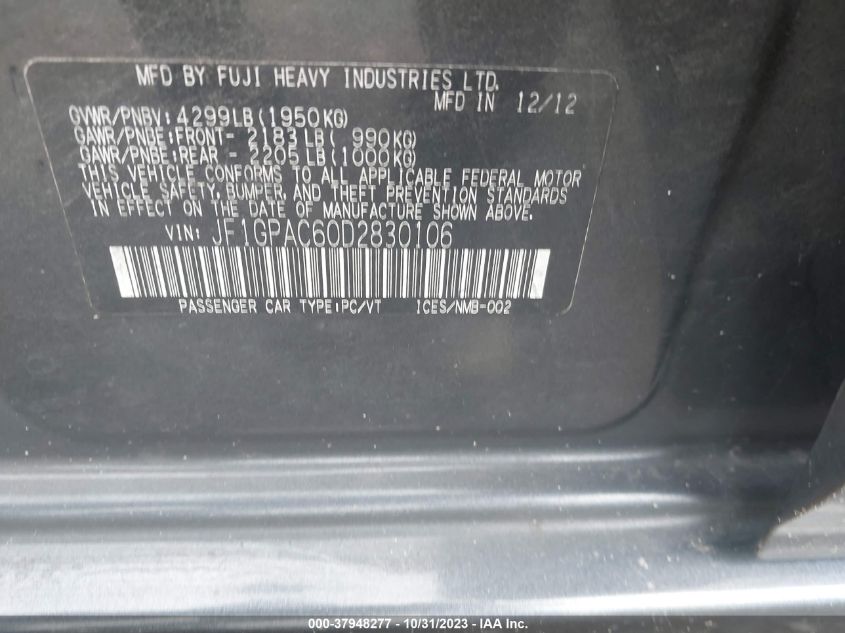 MFD BY FUJI HEAVY INDUSTRIES LTD.
MFD IN 12/12
GVWR/PNBV: 4299LB(1950KG)
GAWR/PNBE:FRONT- 2183LB( 990KG)
GAWR/PNBE:REAR - 2205LB(1000KG)
THIS VEHICLE CONFORMS TO ALL APPLICABLE FEDERAL MOTOR
VEHICLE SAFETY, BUMPER, AND THEFT PREVENTION STANDARDS
IN EFFECT ON THE DATE OF MANUFACTURE SHOWN ABOVE.
VIN: JF1GPAC60D2830106
PASSENGER CAR TYPE:PC/VT ICES/NMB-002
000-37948277 - 10/31/2023 - IAA Inc.